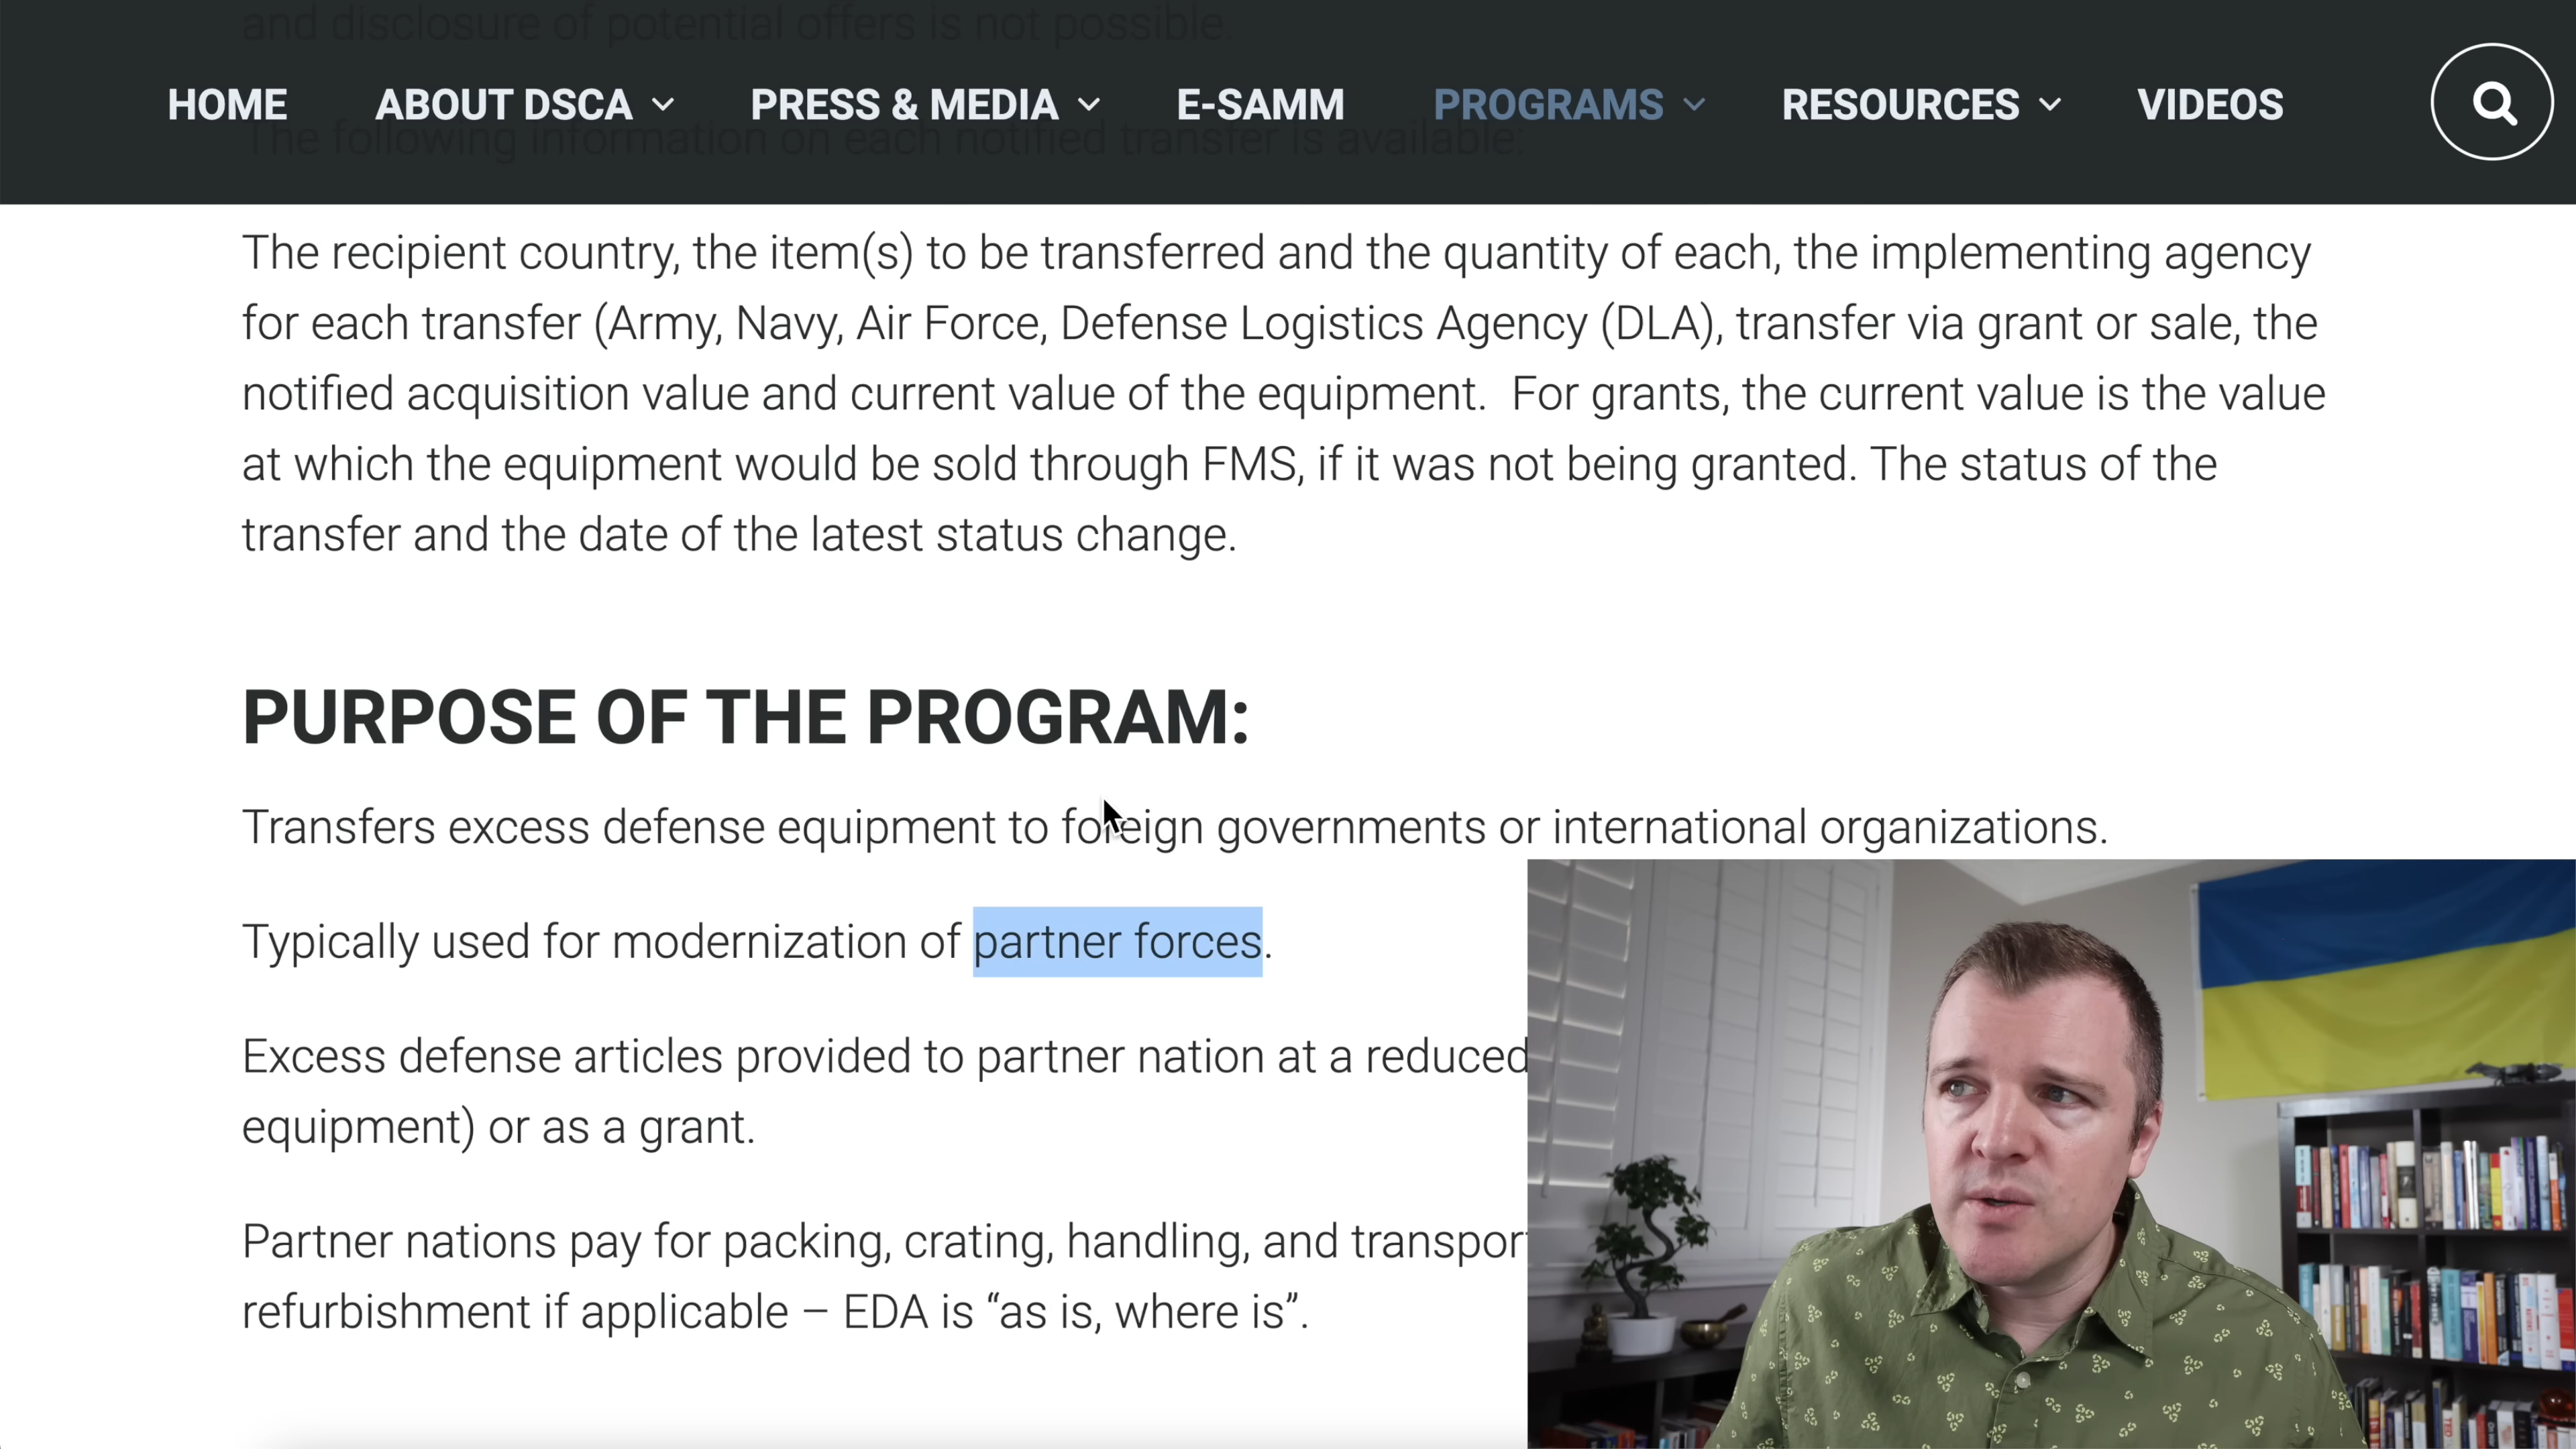 and disclosure of potential offers is not possible.
HOME ABOUT DSCA PRESS & MEDIA E-SAMM PROGRAMS RESOURCES VIDEOS
The following information on each notified transfer is available:
The recipient country, the item(s) to be transferred and the quantity of each, the implementing agency
for each transfer (Army, Navy, Air Force, Defense Logistics Agency (DLA), transfer via grant or sale, the
notified acquisition value and current value of the equipment.  For grants, the current value is the value
at which the equipment would be sold through FMS, if it was not being granted. The status of the
transfer and the date of the latest status change.
PURPOSE OF THE PROGRAM:
Transfers excess defense equipment to foreign governments or international organizations.
Typically used for modernization of partner forces.
Excess defense articles provided to partner nation at a reduced
equipment) or as a grant.
Partner nations pay for packing, crating, handling, and transport
refurbishment if applicable – EDA is “as is, where is”.